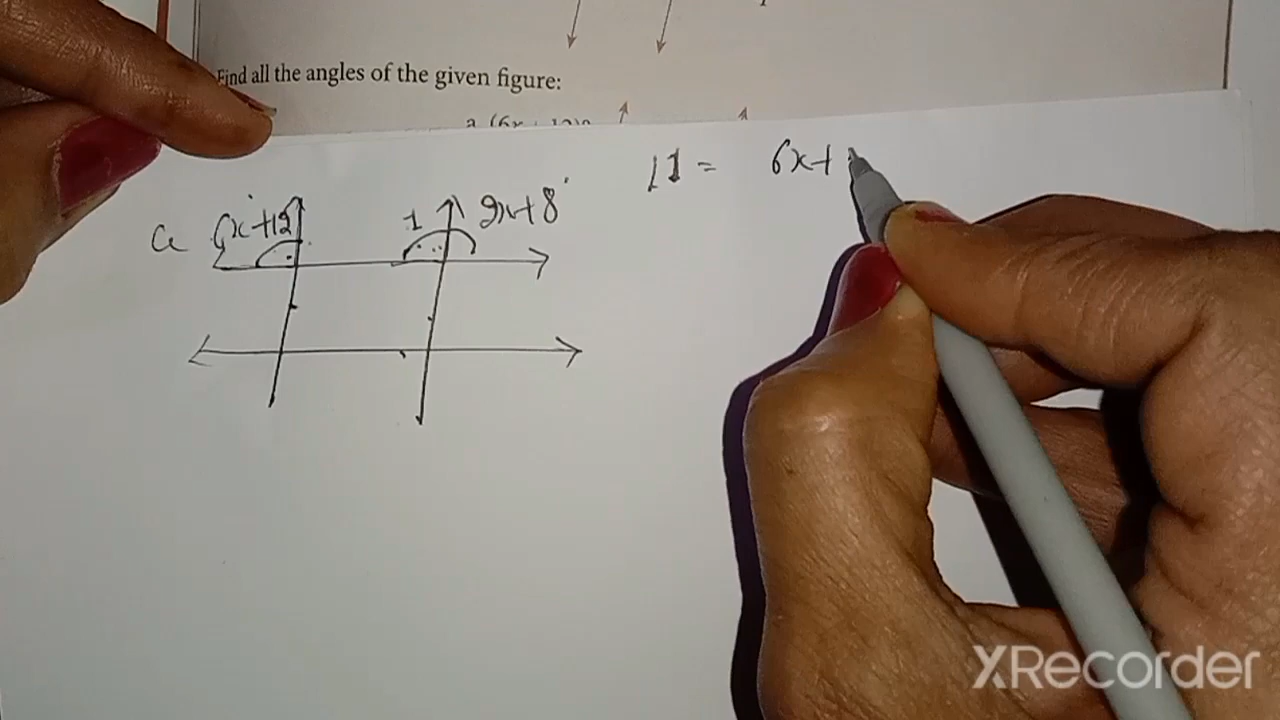 Find all the angles of the given figure:
∠1 = 6x+
a 6x+12
1 9x+8°
XRecorder